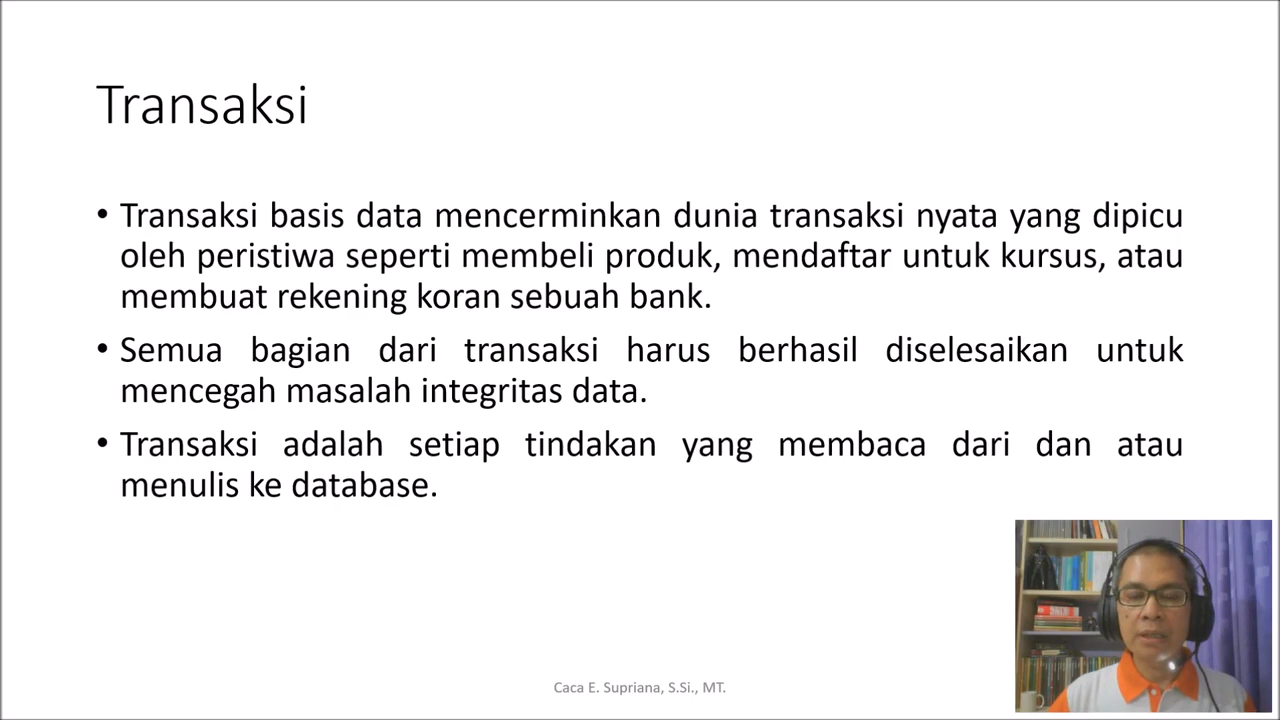 Transaksi
• Transaksi basis data mencerminkan dunia transaksi nyata yang dipicu
oleh peristiwa seperti membeli produk, mendaftar untuk kursus, atau
membuat rekening koran sebuah bank.
• Semua bagian dari transaksi harus berhasil diselesaikan untuk
mencegah masalah integritas data.
• Transaksi adalah setiap tindakan yang membaca dari dan atau
menulis ke database.
Caca E. Supriana, S.Si., MT.